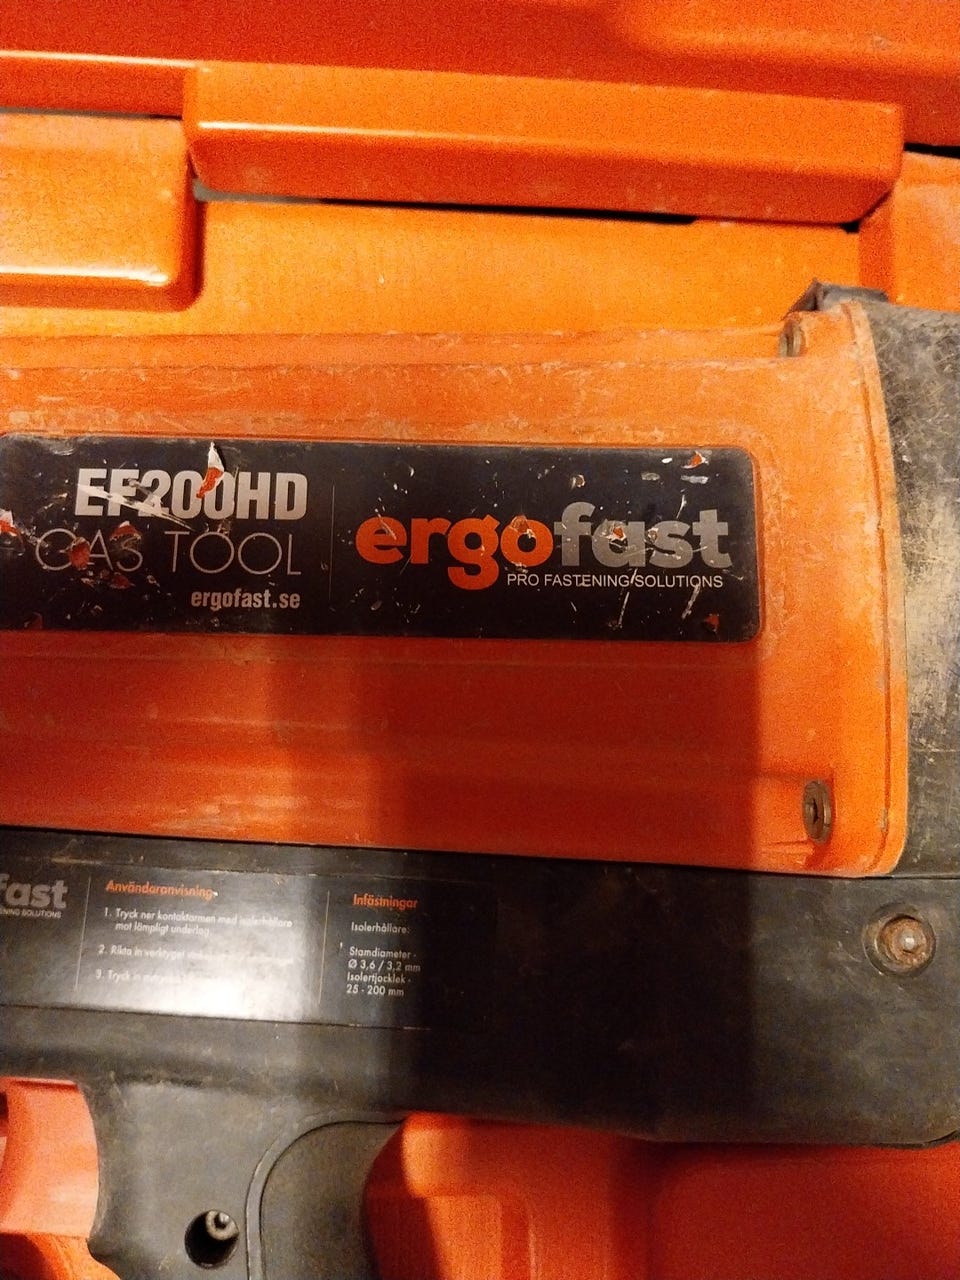 EF200HD
GAS TOOL
ergofast.se
ergofast
PRO FASTENING SOLUTIONS
fast
SOLUTIONS
Användaranvisning
1. Tryck ner kontaktarmen med isolerhållare
mot lämpligt underlag
2. Rikta in verktyget
3. Tryck in
Infästningar
Isolerhållare:
Stamdiameter -
Ø 3,6 / 3,2 mm
Isolertjocklek -
25 - 200 mm